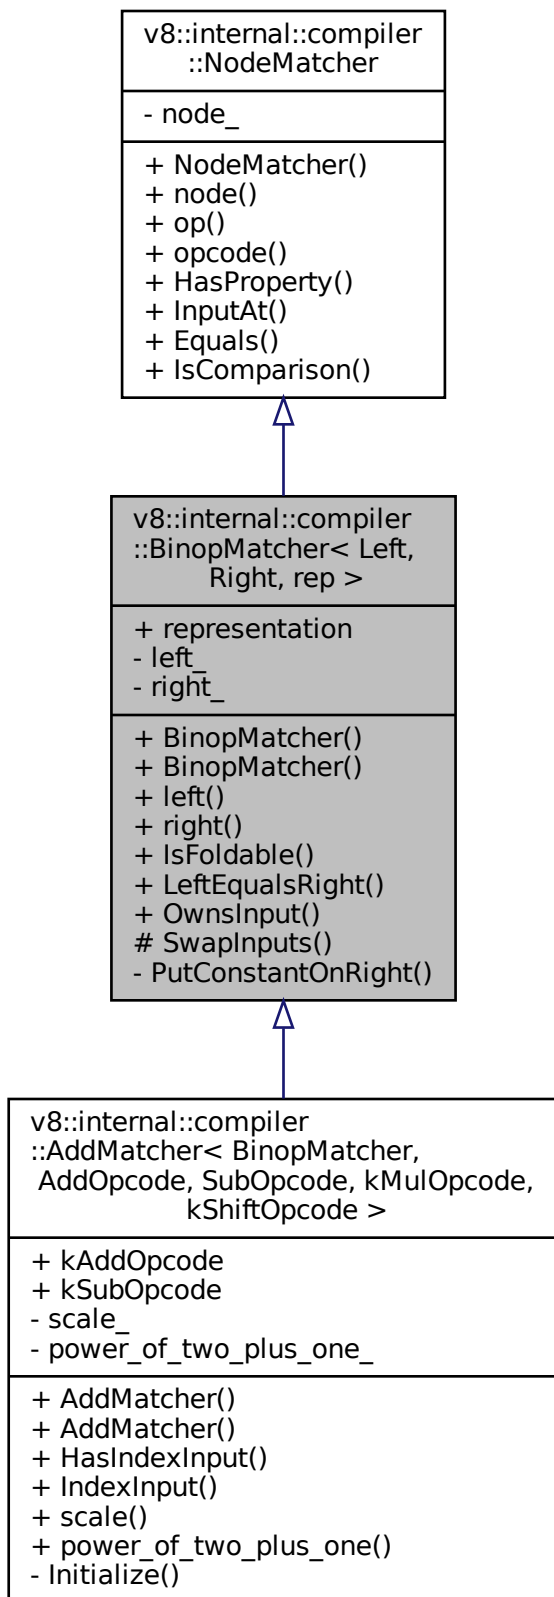 v8::internal::compiler
::NodeMatcher
- node_
+ NodeMatcher()
+ node()
+ op()
+ opcode()
+ HasProperty()
+ InputAt()
+ Equals()
+ IsComparison()
v8::internal::compiler
::BinopMatcher< Left,
Right, rep >
+ representation
- left_
- right_
+ BinopMatcher()
+ BinopMatcher()
+ left()
+ right()
+ IsFoldable()
+ LeftEqualsRight()
+ OwnsInput()
# SwapInputs()
- PutConstantOnRight()
v8::internal::compiler
::AddMatcher< BinopMatcher,
AddOpcode, SubOpcode, kMulOpcode,
kShiftOpcode >
+ kAddOpcode
+ kSubOpcode
- scale_
- power_of_two_plus_one_
+ AddMatcher()
+ AddMatcher()
+ HasIndexInput()
+ IndexInput()
+ scale()
+ power_of_two_plus_one()
- Initialize()